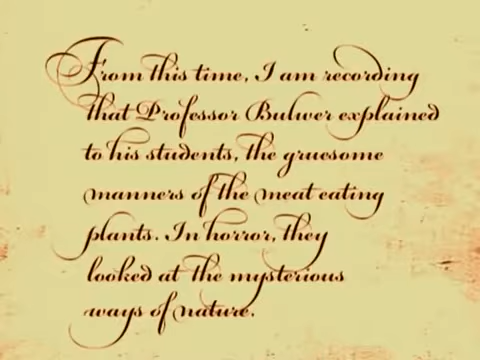 From this time, I am recording
that Professor Bulwer explained
to his students, the gruesome
manners of the meat eating
plants. In horror, they
looked at the mysterious
ways of nature.